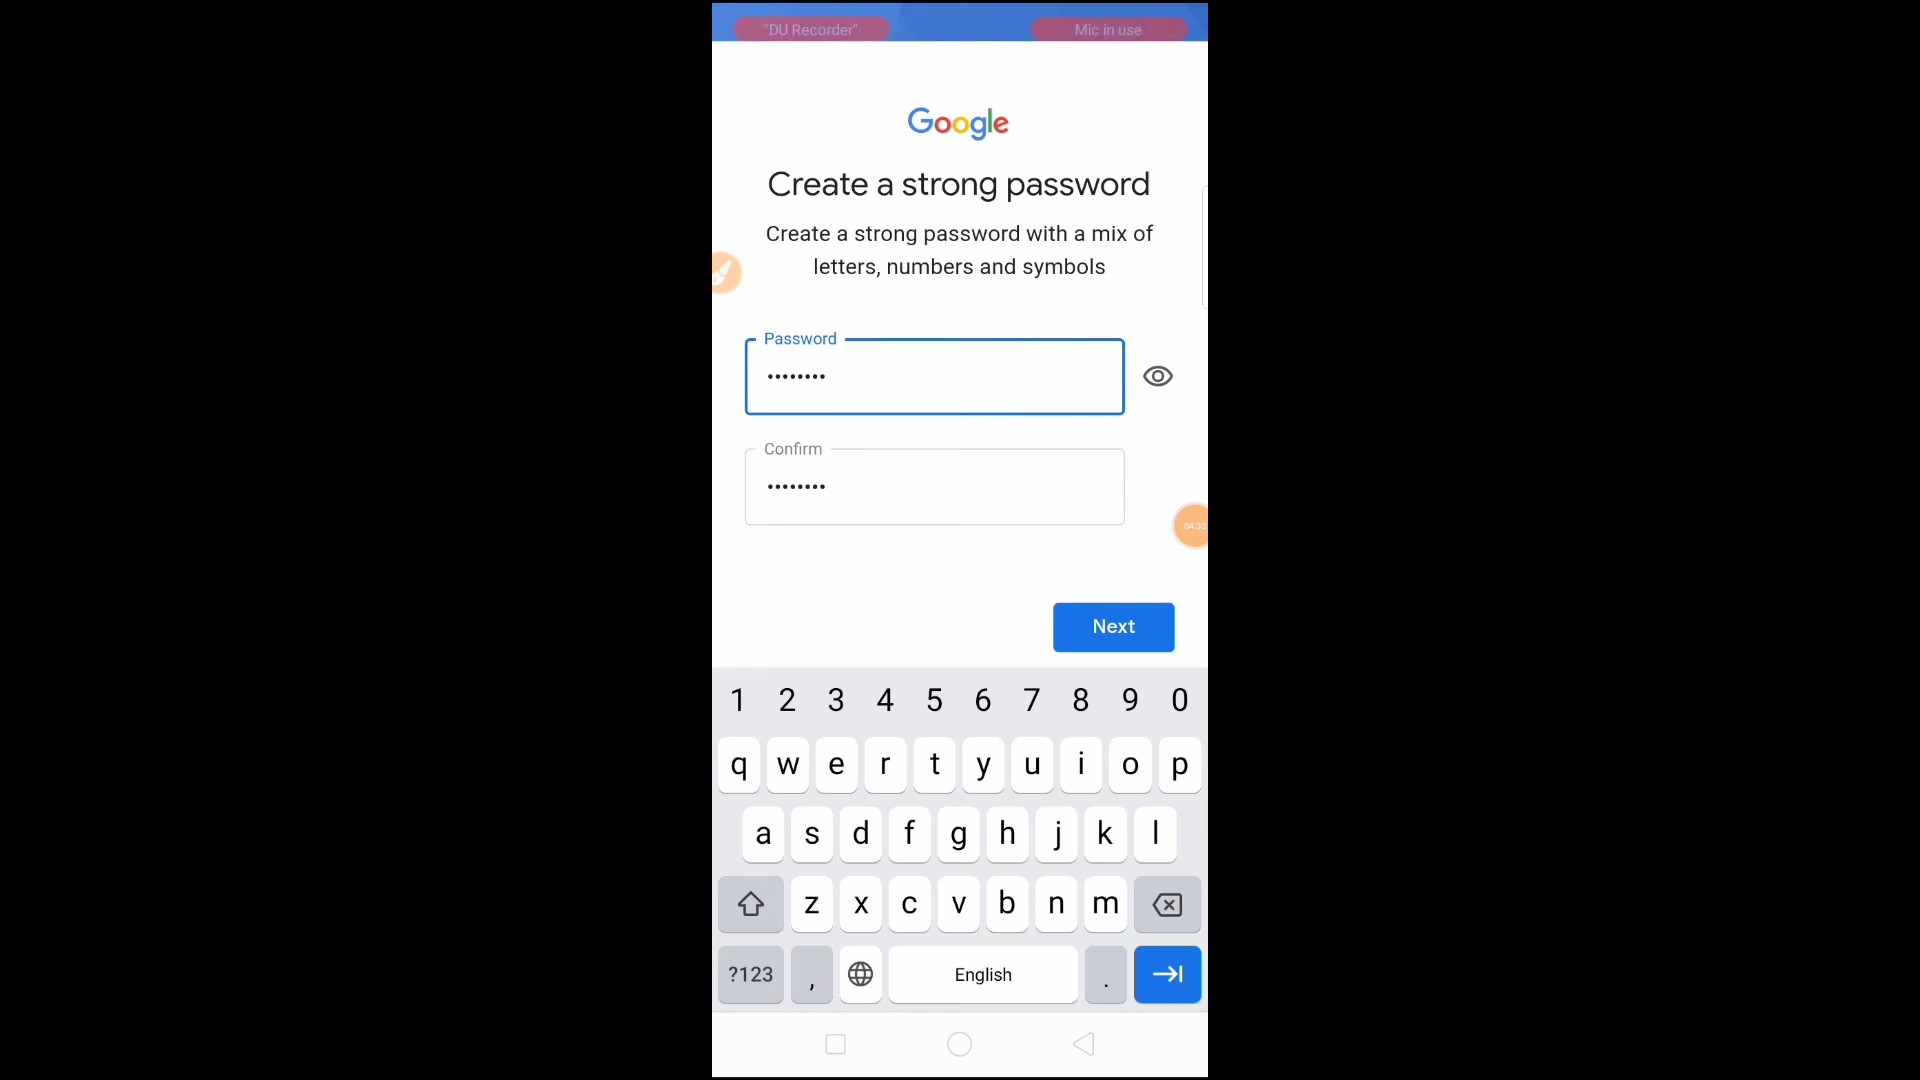 "DU Recorder" Mic in use
Google
Create a strong password
Create a strong password with a mix of
letters, numbers and symbols
Password
••••••••
Confirm
••••••••
Next
1 2 3 4 5 6 7 8 9 0
q w e r t y u i o p
a s d f g h j k l
z x c v b n m
?123 , English .